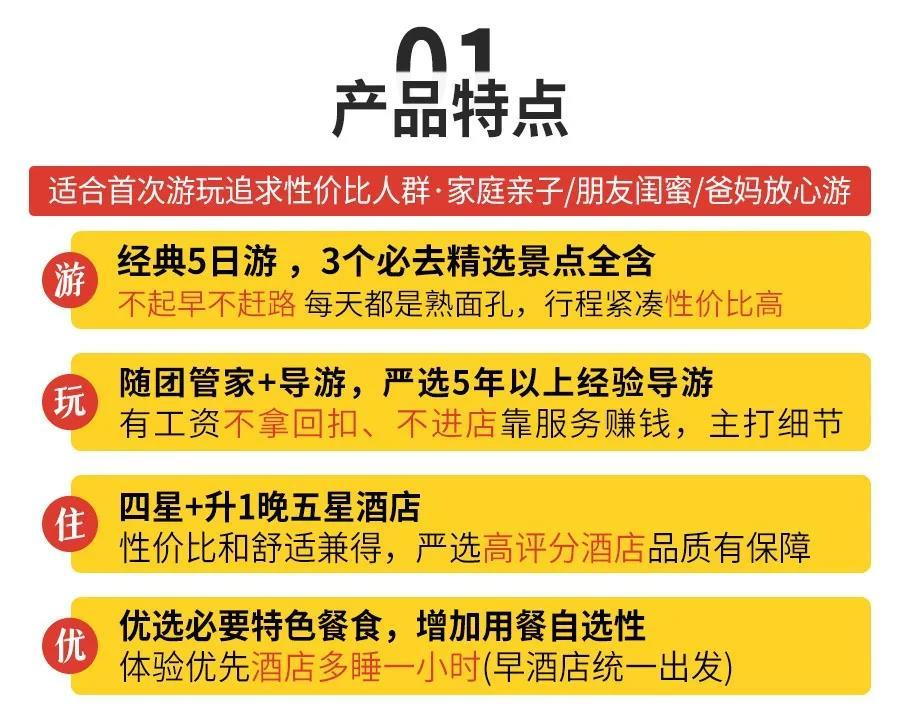 01
产品特点
适合首次游玩追求性价比人群·家庭亲子/朋友闺蜜/爸妈放心游
游
经典5日游，3个必去精选景点全含
不起早不赶路 每天都是熟面孔，行程紧凑性价比高
玩
随团管家+导游，严选5年以上经验导游
有工资不拿回扣、不进店靠服务赚钱，主打细节
住
四星+升1晚五星酒店
性价比和舒适兼得，严选高评分酒店品质有保障
优
优选必要特色餐食，增加用餐自选性
体验优先酒店多睡一小时(早酒店统一出发)